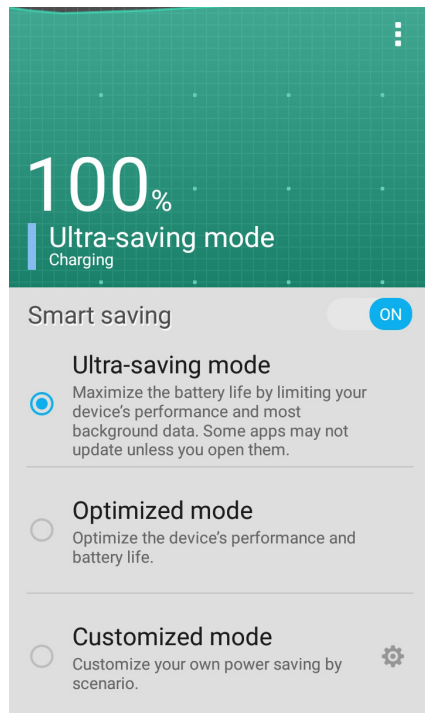 100%
Ultra-saving mode
Charging
Smart saving
ON
Ultra-saving mode
Maximize the battery life by limiting your
device's performance and most
background data. Some apps may not
update unless you open them.
Optimized mode
Optimize the device's performance and
battery life.
Customized mode
Customize your own power saving by
scenario.